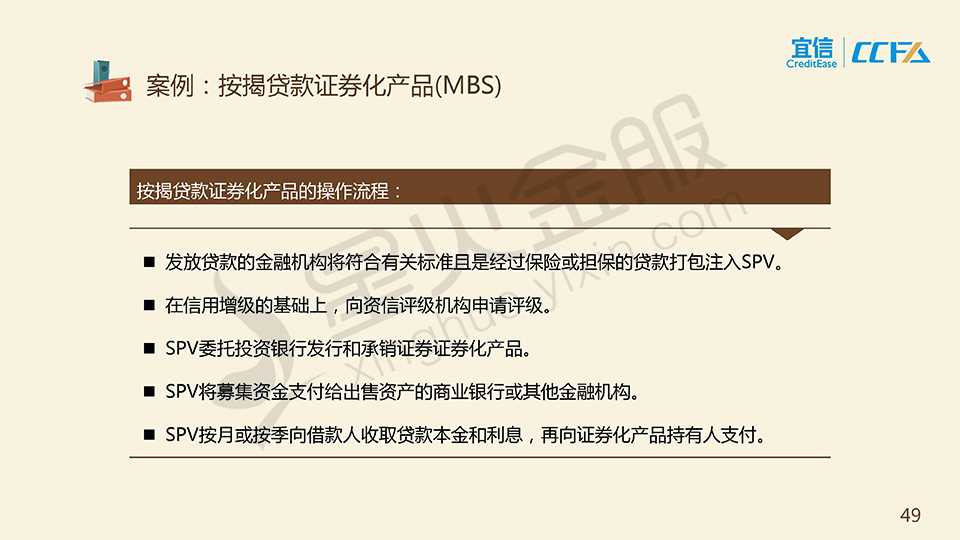 宜信
CreditEase
CCFA
案例：按揭贷款证券化产品(MBS)
按揭贷款证券化产品的操作流程：
■ 发放贷款的金融机构将符合有关标准且是经过保险或担保的贷款打包注入SPV。
■ 在信用增级的基础上，向资信评级机构申请评级。
■ SPV委托投资银行发行和承销证券证券化产品。
■ SPV将募集资金支付给出售资产的商业银行或其他金融机构。
■ SPV按月或按季向借款人收取贷款本金和利息，再向证券化产品持有人支付。
星火金服
xinghuo.yixin.com
49